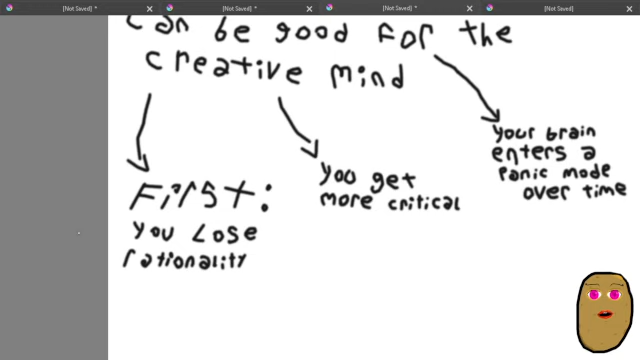 [Not Saved] *
[Not Saved] *
[Not Saved] *
[Not Saved]
can be good for the
creative mind
First:
you lose
rationality
you get
more critical
your brain
enters a
panic mode
over time